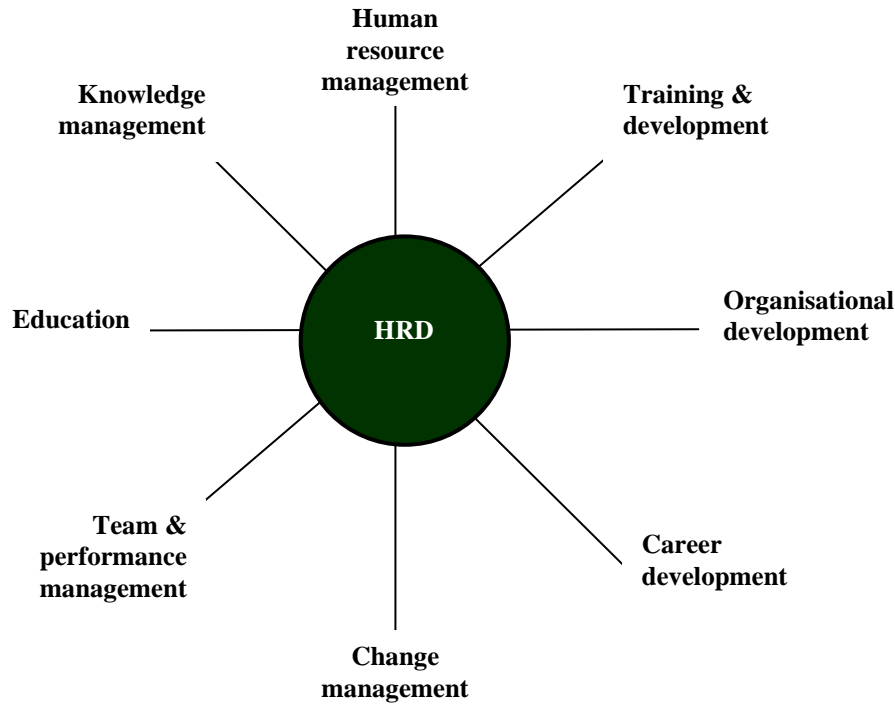 Human
resource
management
Knowledge
management
Training &
development
Education
HRD
Organisational
development
Team &
performance
management
Career
development
Change
management